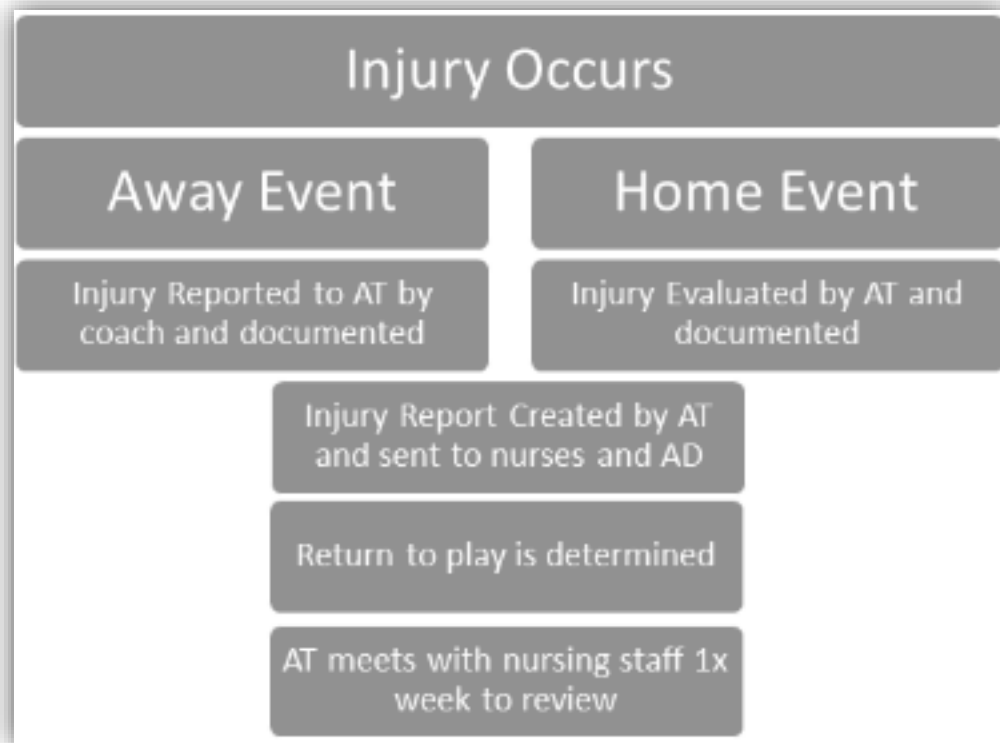 Injury Occurs
Away Event
Home Event
Injury Reported to AT by
coach and documented
Injury Evaluated by AT and
documented
Injury Report Created by AT
and sent to nurses and AD
Return to play is determined
AT meets with nursing staff 1x
week to review